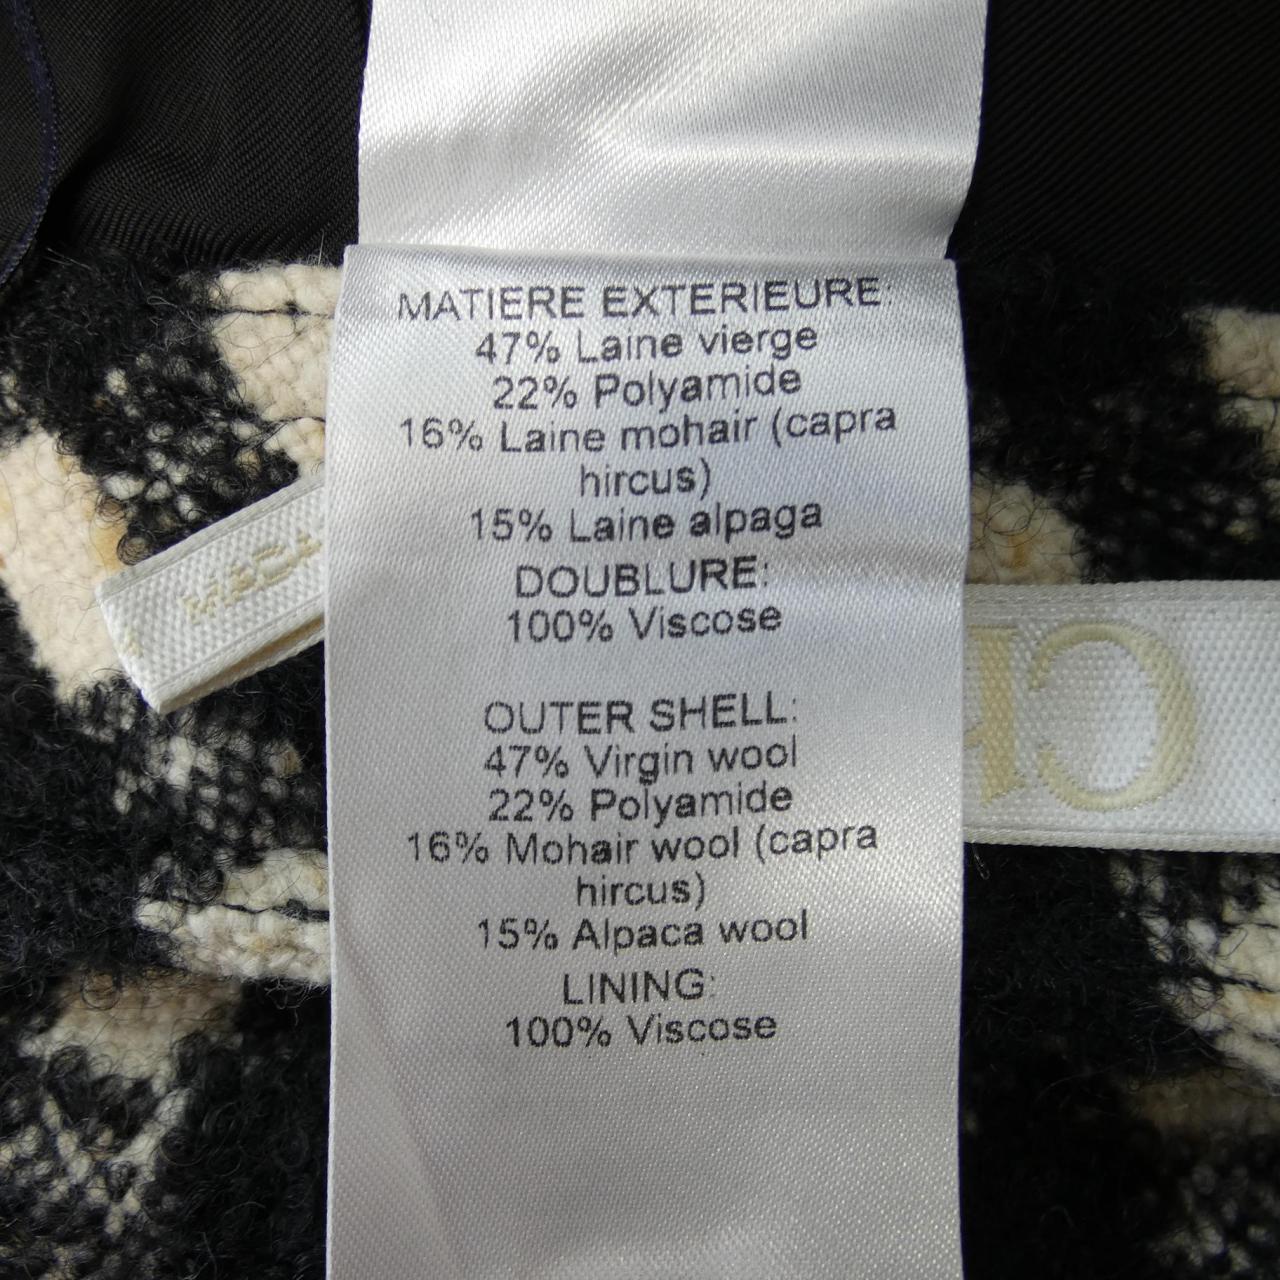 MATIERE EXTERIEURE:
47% Laine vierge
22% Polyamide
16% Laine mohair (capra
hircus)
15% Laine alpaga
DOUBLURE:
100% Viscose
OUTER SHELL:
47% Virgin wool
22% Polyamide
16% Mohair wool (capra
hircus)
15% Alpaca wool
LINING:
100% Viscose